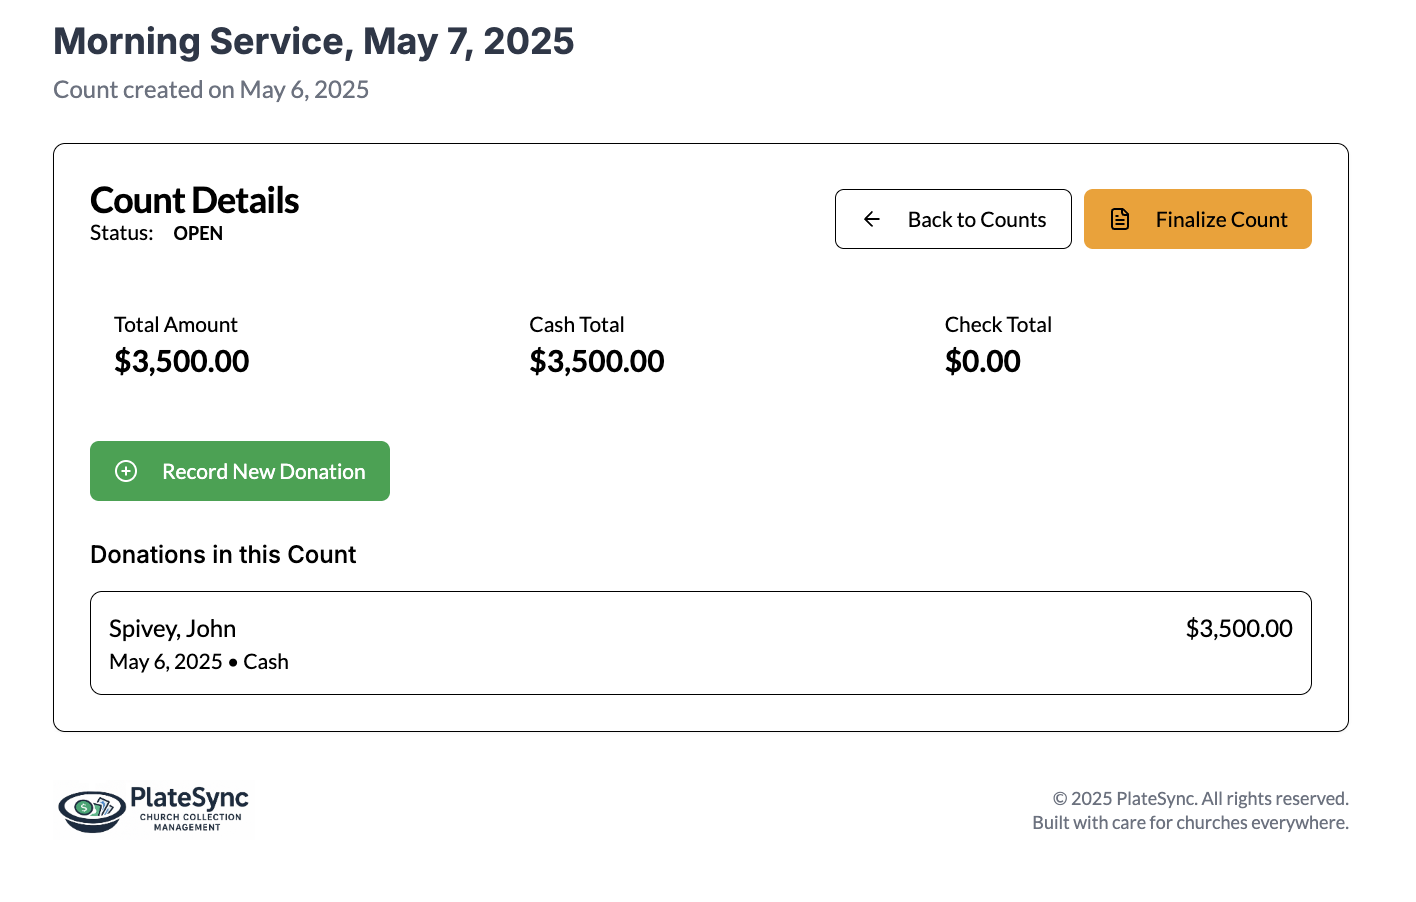 Morning Service, May 7, 2025
Count created on May 6, 2025
Count Details
Status: OPEN
Back to Counts
Finalize Count
Total Amount
$3,500.00
Cash Total
$3,500.00
Check Total
$0.00
Record New Donation
Donations in this Count
Spivey, John
$3,500.00
May 6, 2025 • Cash
$
PlateSync
CHURCH COLLECTION
MANAGEMENT
© 2025 PlateSync. All rights reserved.
Built with care for churches everywhere.